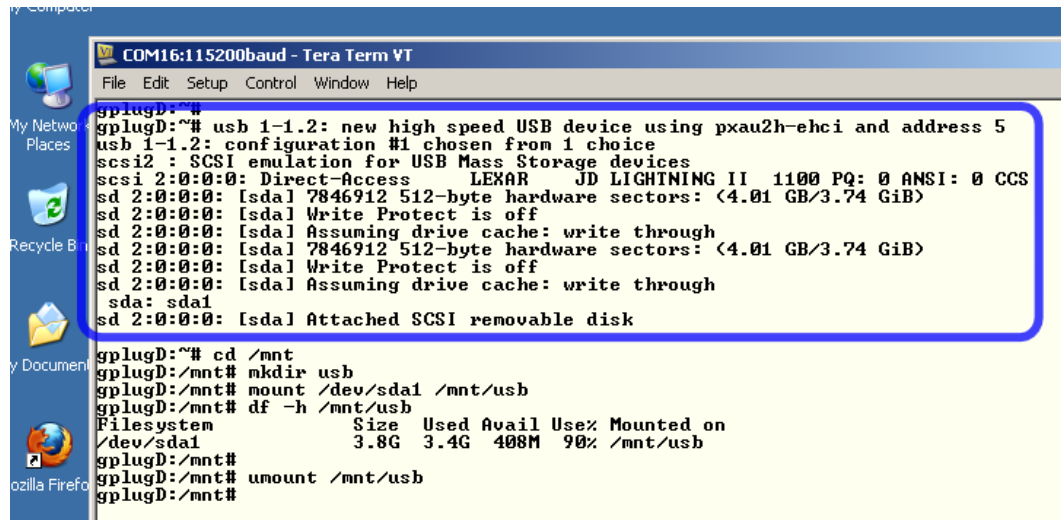 My Computer
COM16:115200baud - Tera Term VT
File Edit Setup Control Window Help
My Network
Places
Recycle Bin
y Document
ozilla Firefo
gplugD:~#
gplugD:~# usb 1-1.2: new high speed USB device using pxau2h-ehci and address 5
usb 1-1.2: configuration #1 chosen from 1 choice
scsi2 : SCSI emulation for USB Mass Storage devices
scsi 2:0:0:0: Direct-Access     LEXAR    JD LIGHTNING II  1100 PQ: 0 ANSI: 0 CCS
sd 2:0:0:0: [sda] 7846912 512-byte hardware sectors: (4.01 GB/3.74 GiB)
sd 2:0:0:0: [sda] Write Protect is off
sd 2:0:0:0: [sda] Assuming drive cache: write through
sd 2:0:0:0: [sda] 7846912 512-byte hardware sectors: (4.01 GB/3.74 GiB)
sd 2:0:0:0: [sda] Write Protect is off
sd 2:0:0:0: [sda] Assuming drive cache: write through
 sda: sda1
sd 2:0:0:0: [sda] Attached SCSI removable disk
gplugD:~# cd /mnt
gplugD:/mnt# mkdir usb
gplugD:/mnt# mount /dev/sda1 /mnt/usb
gplugD:/mnt# df -h /mnt/usb
Filesystem            Size  Used Avail Use% Mounted on
/dev/sda1             3.8G  3.4G  408M  90% /mnt/usb
gplugD:/mnt#
gplugD:/mnt# umount /mnt/usb
gplugD:/mnt#